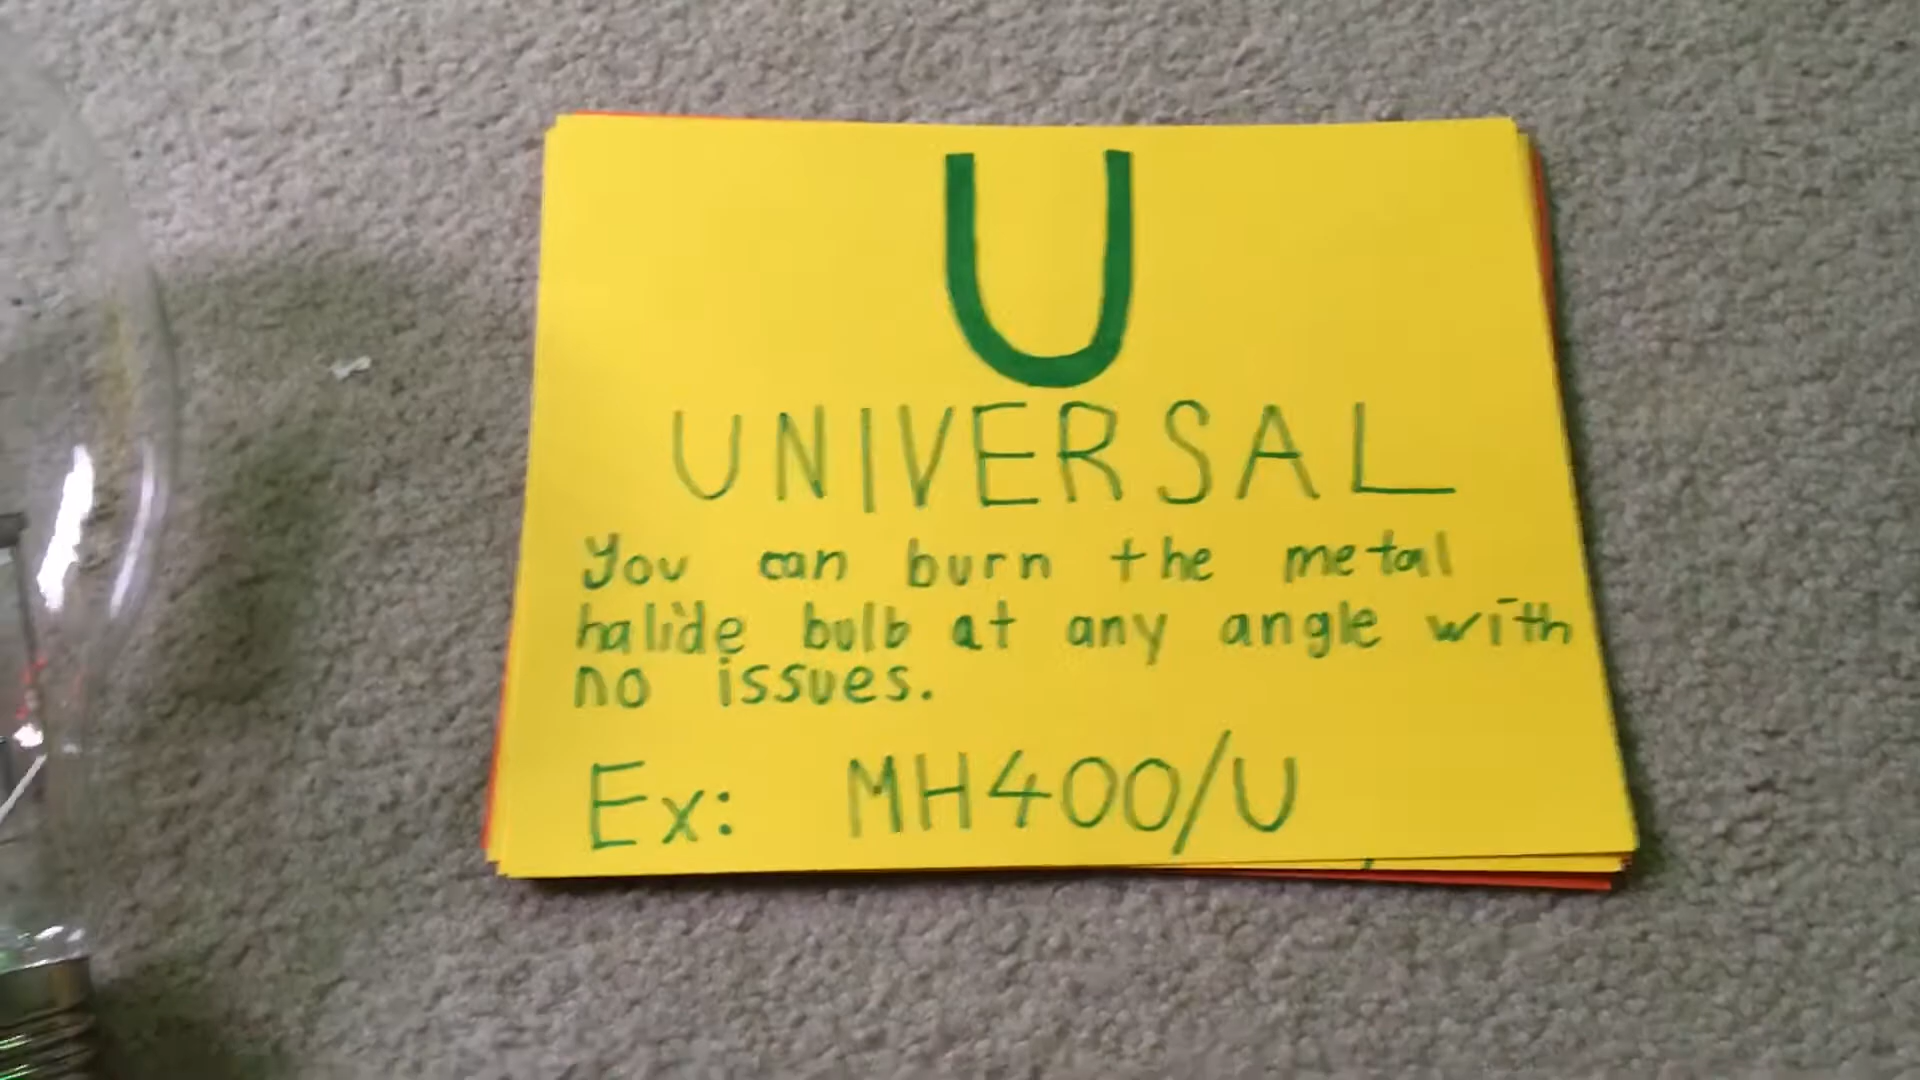 U
UNIVERSAL
You can burn the metal
halide bulb at any angle with
no issues.
Ex: MH400/U